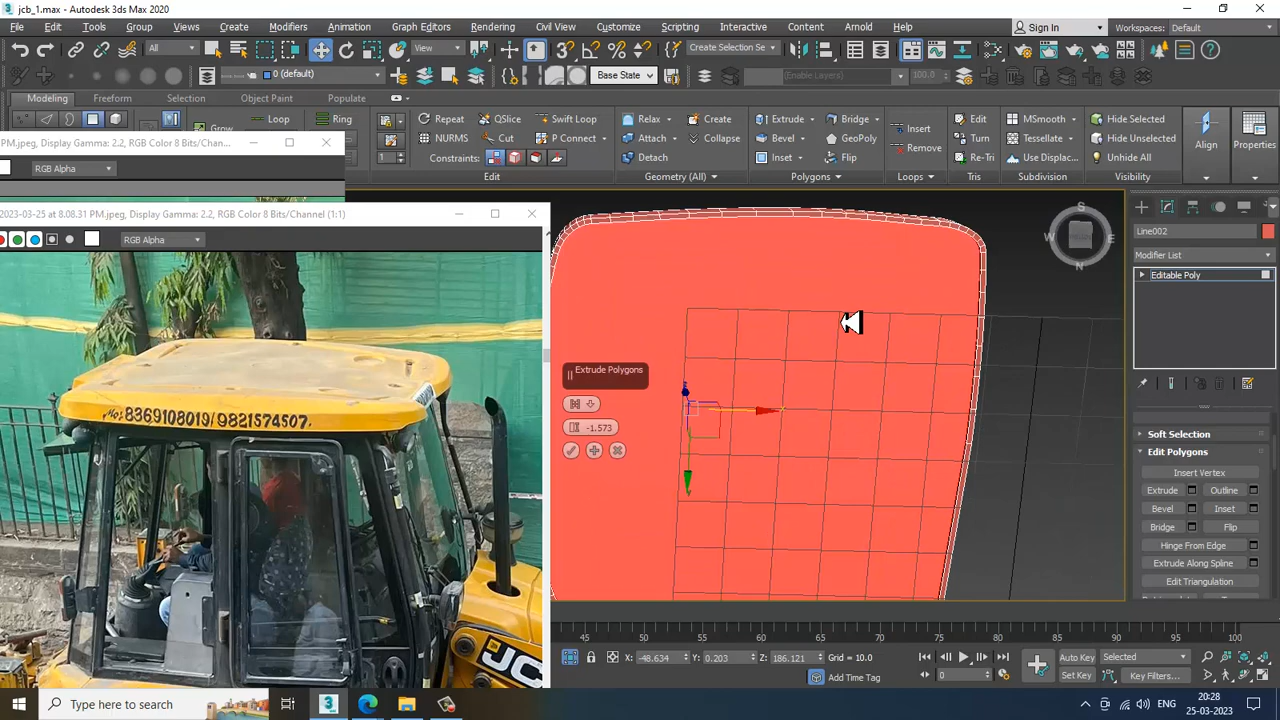 jcb_1.max - Autodesk 3ds Max 2020
File Edit Tools Group Views Create Modifiers Animation Graph Editors Rendering Civil View Customize Scripting Interactive Content Arnold Help Sign In Workspaces: Default
All View Create Selection Se
0 (default) Base State (Enable Layers) 100.0
Modeling Freeform Selection Object Paint Populate
Loop Ring Repeat QSlice Swift Loop Relax Create Extrude Bridge Insert Edit MSmooth Hide Selected
Grow NURMS Cut P Connect Attach Collapse Bevel GeoPoly Remove Turn Tessellate Hide Unselected
1 Constraints: Detach Inset Flip Re-Tri Use Displac... Unhide All Align Properties
Edit Geometry (All) Polygons Loops Tris Subdivision Visibility
PM.jpeg, Display Gamma: 2.2, RGB Color 8 Bits/Chan...
RGB Alpha
2023-03-25 at 8.08.31 PM.jpeg, Display Gamma: 2.2, RGB Color 8 Bits/Channel (1:1)
RGB Alpha
Mo: 8369108019/9821574507.
JC
Extrude Polygons
-1.573
S
W E
N
Line002
Modifier List
Editable Poly
Soft Selection
Edit Polygons
Insert Vertex
Extrude Outline
Bevel Inset
Bridge Flip
Hinge From Edge
Extrude Along Spline
Edit Triangulation
45 50 55 60 65 70 75 80 85 90 95 100
X: -48.634 Y: 0.203 Z: 186.121 Grid = 10.0
Add Time Tag
0
Auto Key Selected
Set Key Key Filters...
Type here to search
ENG
20:28
25-03-2023